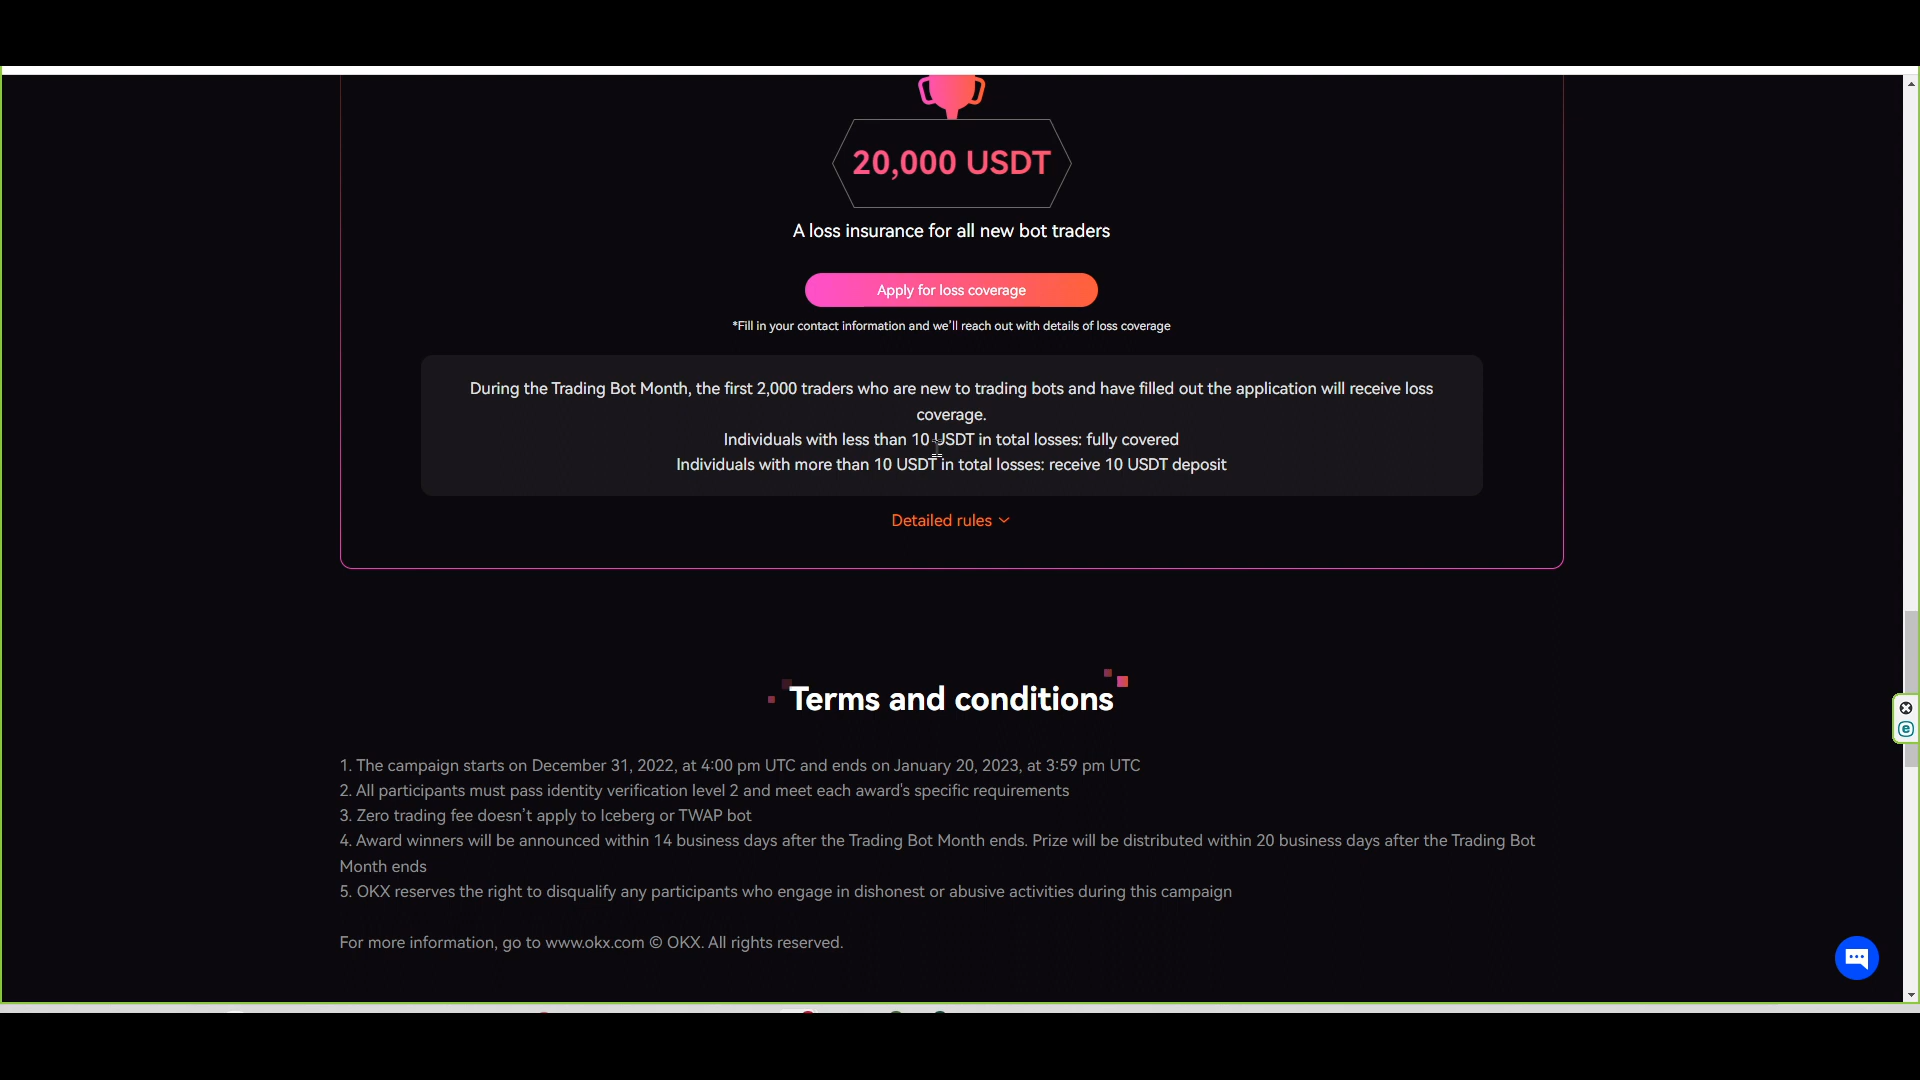 20,000 USDT
A loss insurance for all new bot traders
Apply for loss coverage
*Fill in your contact information and we'll reach out with details of loss coverage
During the Trading Bot Month, the first 2,000 traders who are new to trading bots and have filled out the application will receive loss
coverage.
Individuals with less than 10 USDT in total losses: fully covered
Individuals with more than 10 USDT in total losses: receive 10 USDT deposit
Detailed rules
Terms and conditions
1. The campaign starts on December 31, 2022, at 4:00 pm UTC and ends on January 20, 2023, at 3:59 pm UTC
2. All participants must pass identity verification level 2 and meet each award's specific requirements
3. Zero trading fee doesn't apply to Iceberg or TWAP bot
4. Award winners will be announced within 14 business days after the Trading Bot Month ends. Prize will be distributed within 20 business days after the Trading Bot
Month ends
5. OKX reserves the right to disqualify any participants who engage in dishonest or abusive activities during this campaign
For more information, go to www.okx.com © OKX. All rights reserved.